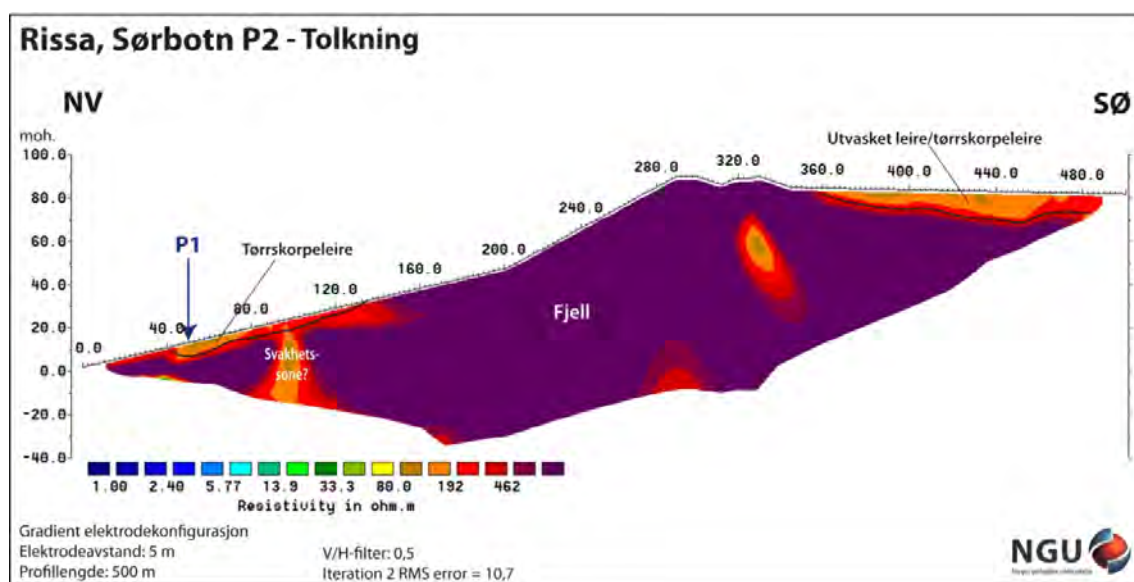 Rissa, Sørbotn P2 - Tolkning
NV
SØ
moh.
Utvasket leire/tørrskorpeleire
100.0
80.0
60.0
40.0
20.0
0.0
-20.0
-40.0
P1
Tørrskorpeleire
0.0
40.0
80.0
120.0
160.0
200.0
240.0
280.0
320.0
360.0
400.0
440.0
480.0
Svakhets-
sone?
Fjell
1.00 2.40 5.77 13.9 33.3 80.0 192 462
Resistivity in ohm.m
Gradient elektrodekonfigurasjon
Elektrodeavstand: 5 m
Profillengde: 500 m
V/H-filter: 0,5
Iteration 2 RMS error = 10,7
NGU